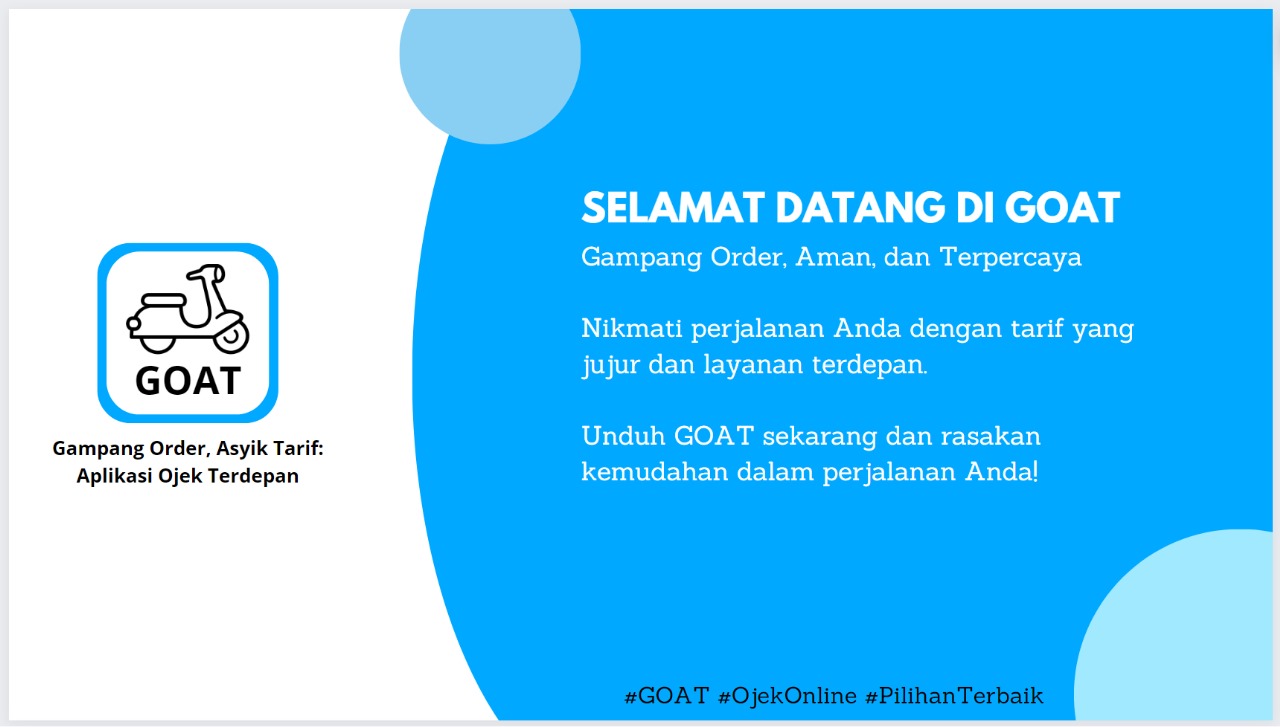 GOAT
Gampang Order, Asyik Tarif:
Aplikasi Ojek Terdepan
SELAMAT DATANG DI GOAT
Gampang Order, Aman, dan Terpercaya
Nikmati perjalanan Anda dengan tarif yang
jujur dan layanan terdepan.
Unduh GOAT sekarang dan rasakan
kemudahan dalam perjalanan Anda!
#GOAT #OjekOnline #PilihanTerbaik